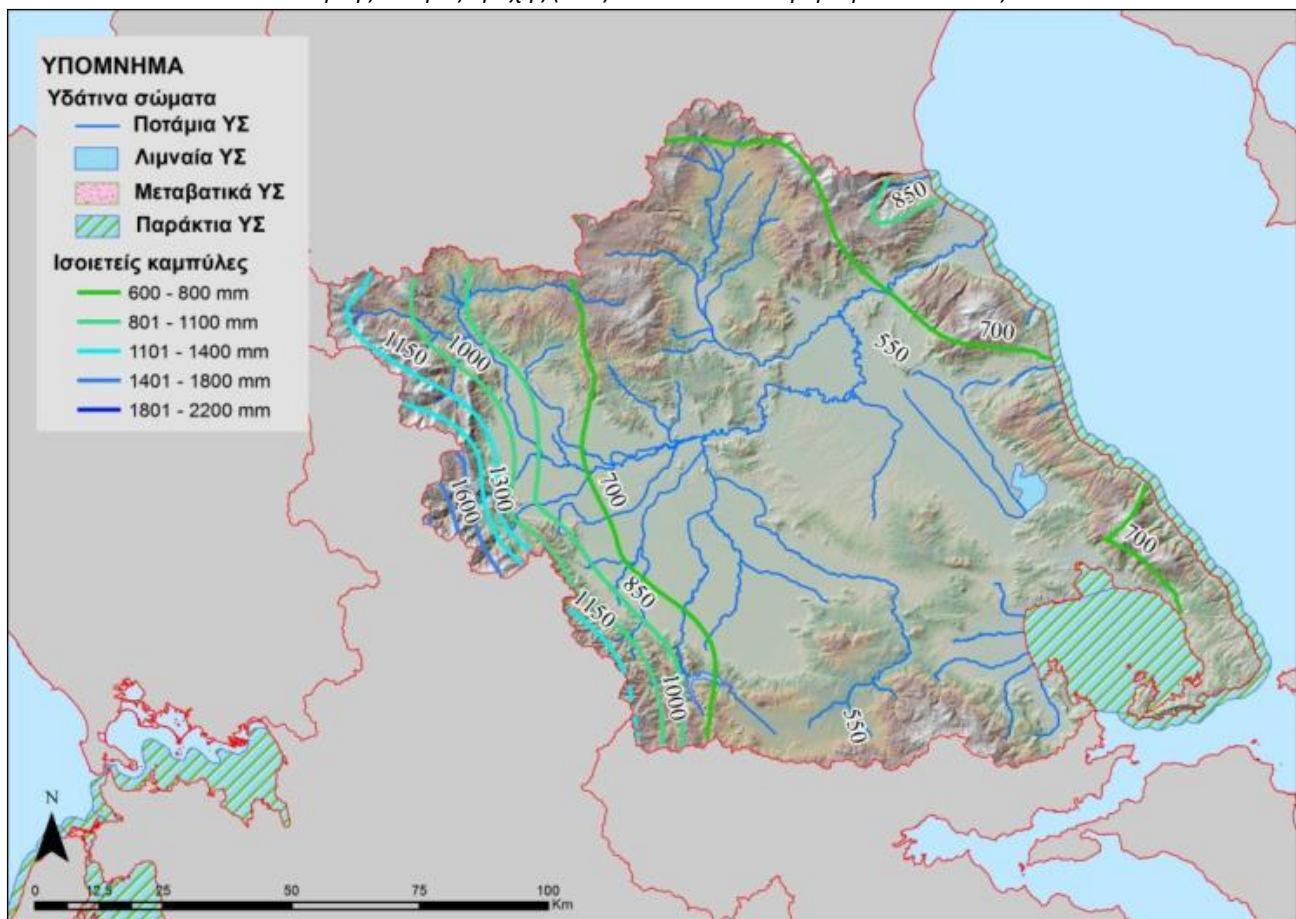 ΥΠΟΜΝΗΜΑ
Υδάτινα σώματα
Ποτάμια ΥΣ
Λιμναία ΥΣ
Μεταβατικά ΥΣ
Παράκτια ΥΣ
Ισοϋετείς καμπύλες
600 - 800 mm
801 - 1100 mm
1101 - 1400 mm
1401 - 1800 mm
1801 - 2200 mm
850
700
550
1150
1000
1300
1600
700
700
850
1150
1000
550
N
0 12,5 25 50 75 100
Km